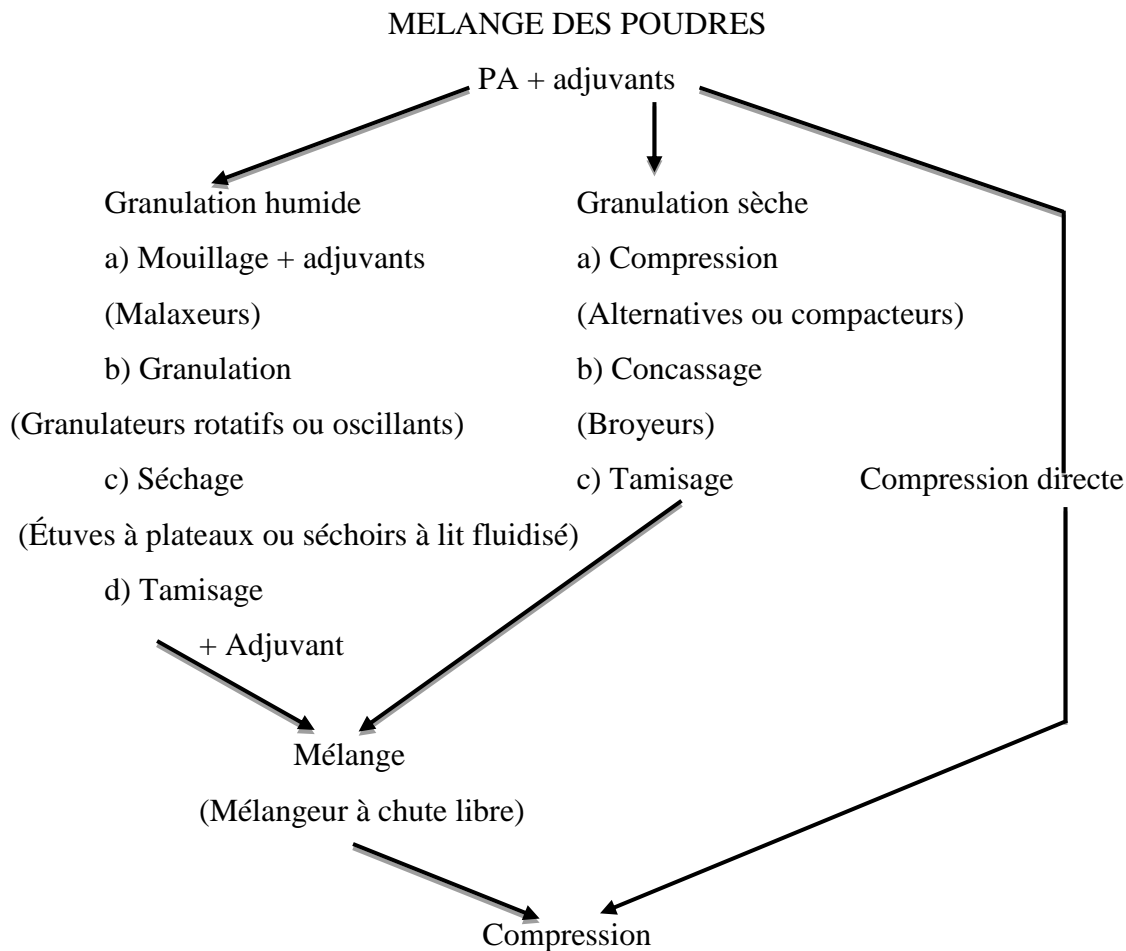 MELANGE DES POUDRES
PA + adjuvants
Granulation humide
a) Mouillage + adjuvants
(Malaxeurs)
b) Granulation
(Granulateurs rotatifs ou oscillants)
c) Séchage
(Étuves à plateaux ou séchoirs à lit fluidisé)
d) Tamisage
+ Adjuvant
Granulation sèche
a) Compression
(Alternatives ou compacteurs)
b) Concassage
(Broyeurs)
c) Tamisage
Compression directe
Mélange
(Mélangeur à chute libre)
Compression